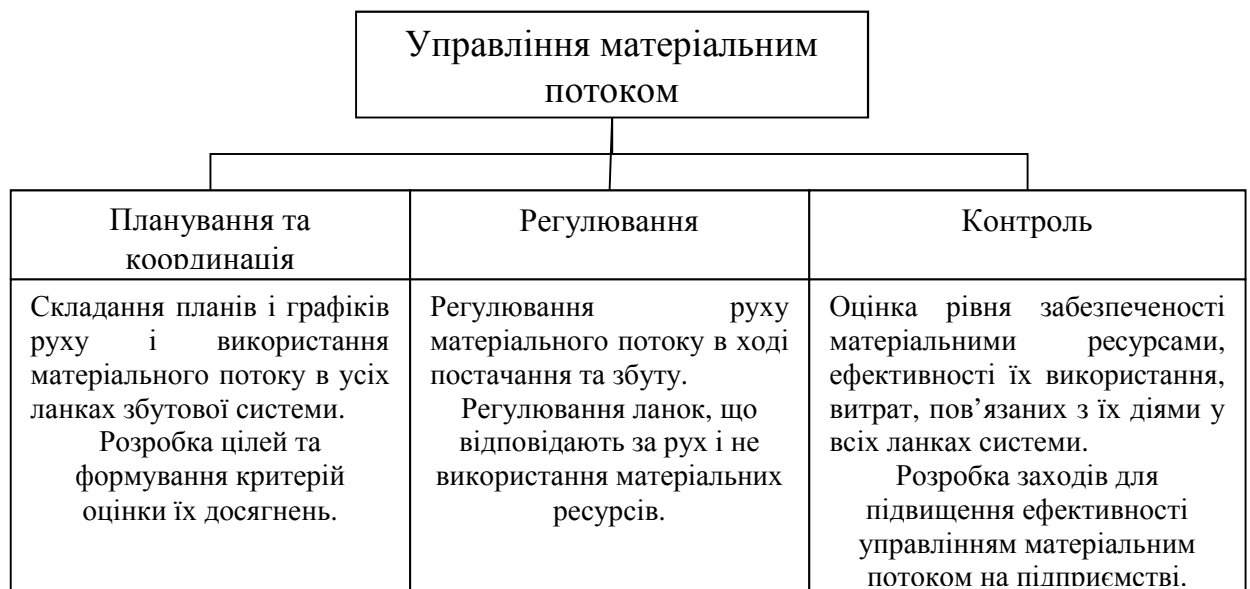 Управління матеріальним
потоком
Планування та
координація
Регулювання
Контроль
Складання планів і графіків
руху і використання
матеріального потоку в усіх
ланках збутової системи.
Розробка цілей та
формування критерій
оцінки їх досягнень.
Регулювання руху
матеріального потоку в ході
постачання та збуту.
Регулювання ланок, що
відповідають за рух і не
використання матеріальних
ресурсів.
Оцінка рівня забезпеченості
матеріальними ресурсами,
ефективності їх використання,
витрат, пов’язаних з їх діями у
всіх ланках системи.
Розробка заходів для
підвищення ефективності
управлінням матеріальним
потоком на підприємстві.